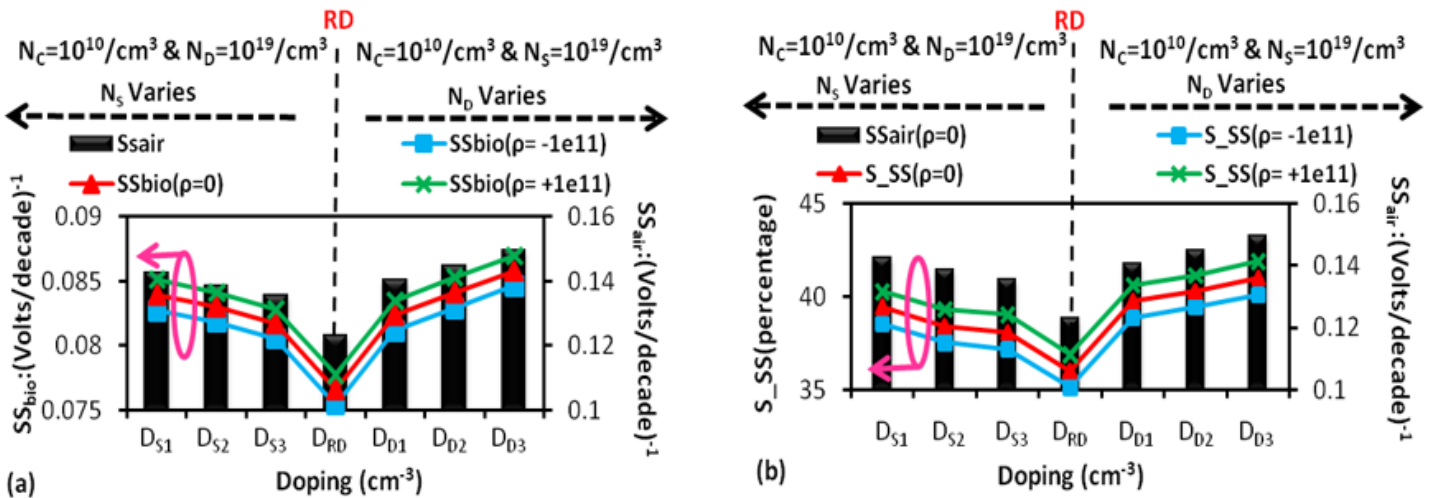 RD
N_C=10^10/cm^3 & N_D=10^19/cm^3
N_C=10^10/cm^3 & N_S=10^19/cm^3
N_S Varies
N_D Varies
Ssair
SSbio(ρ= -1e11)
SSbio(ρ=0)
SSbio(ρ= +1e11)
SS_bio:(Volts/decade)^-1
0.09
0.085
0.08
0.075
0.16
0.14
0.12
0.1
SS_air:(Volts/decade)^-1
D_S1 D_S2 D_S3 D_RD D_D1 D_D2 D_D3
Doping (cm^-3)
(a)
RD
N_C=10^10/cm^3 & N_D=10^19/cm^3
N_C=10^10/cm^3 & N_S=10^19/cm^3
N_S Varies
N_D Varies
SSair(ρ=0)
S_SS(ρ= -1e11)
S_SS(ρ=0)
S_SS(ρ= +1e11)
S_SS(percentage)
45
40
35
0.16
0.14
0.12
0.1
SS_air:(Volts/decade)^-1
D_S1 D_S2 D_S3 D_RD D_D1 D_D2 D_D3
Doping (cm^-3)
(b)